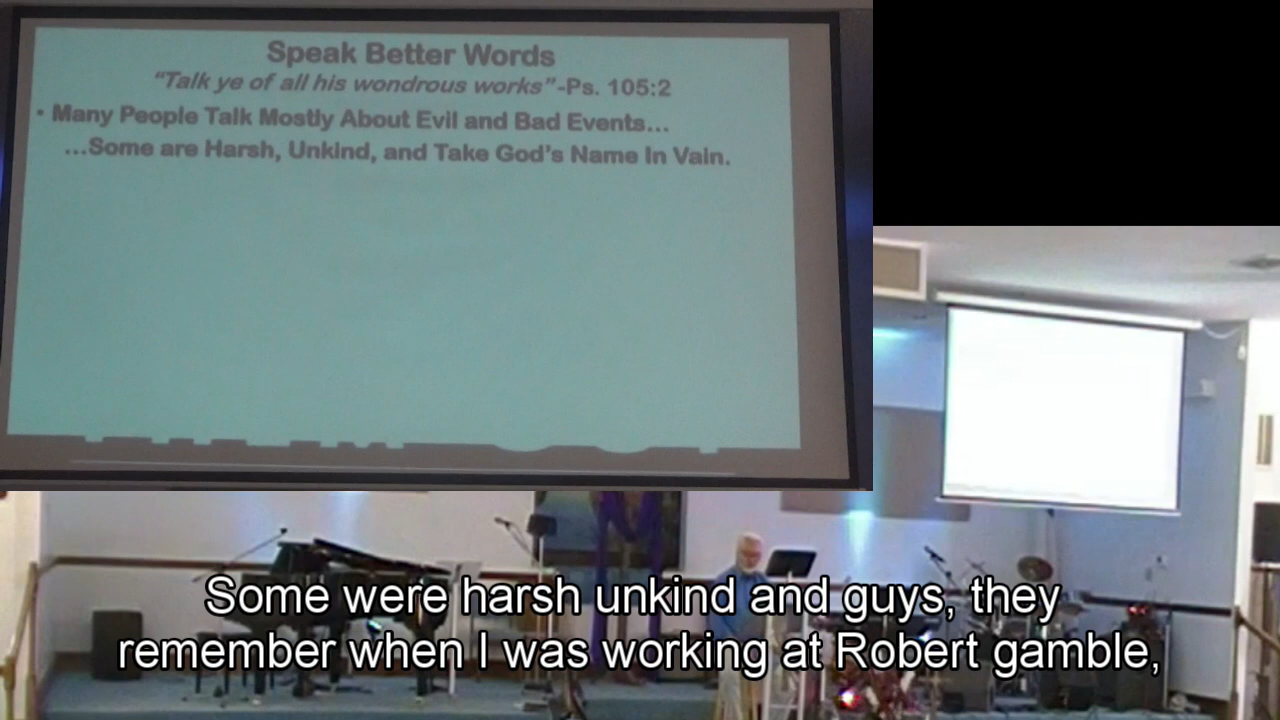 Speak Better Words
“Talk ye of all his wondrous works”-Ps. 105:2
• Many People Talk Mostly About Evil and Bad Events...
...Some are Harsh, Unkind, and Take God's Name In Vain.
Some were harsh unkind and guys, they
remember when I was working at Robert gamble,